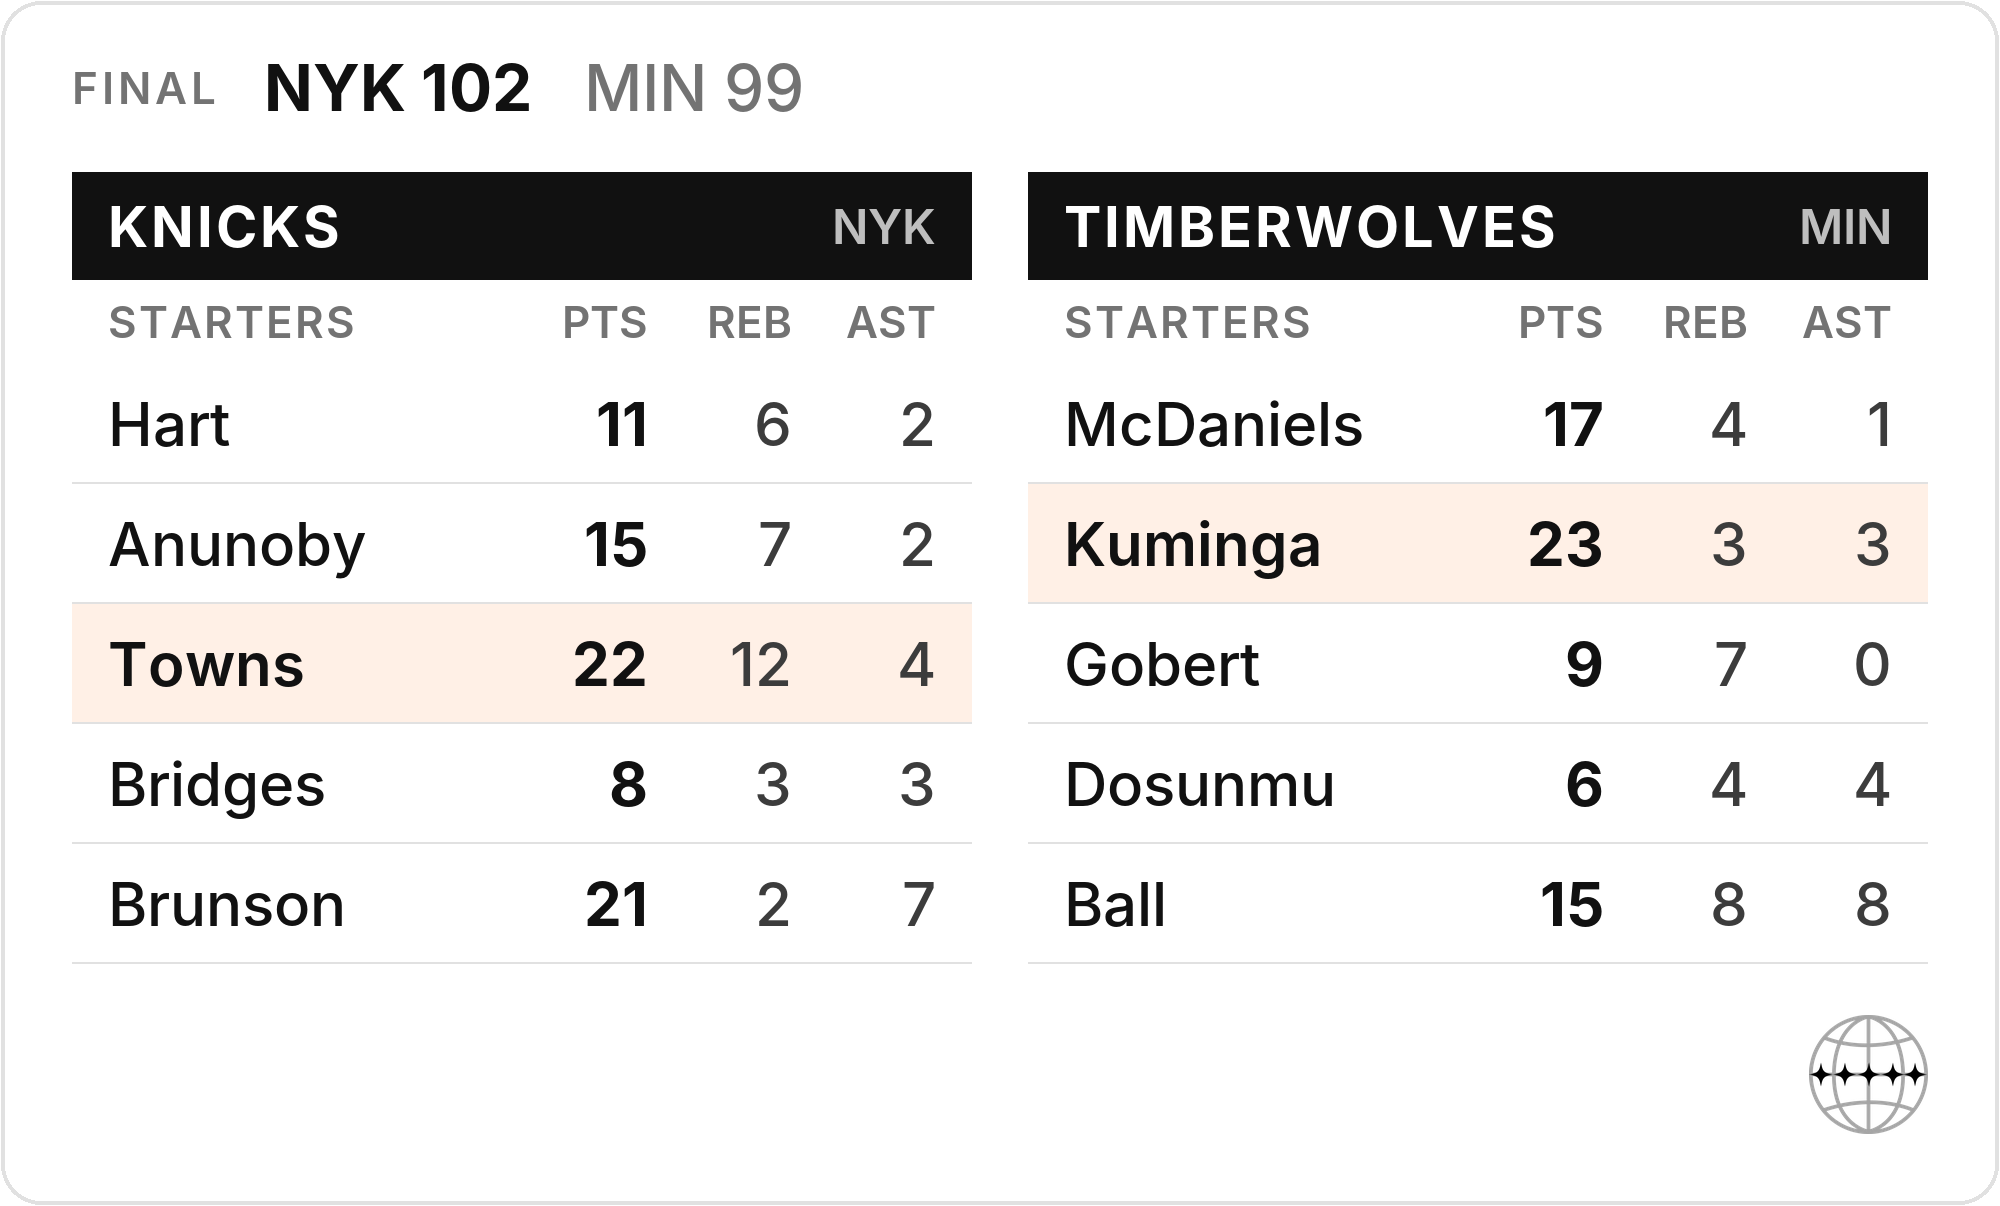 FINAL NYK 102 MIN 99
KNICKS NYK
STARTERS PTS REB AST
Hart 11 6 2
Anunoby 15 7 2
Towns 22 12 4
Bridges 8 3 3
Brunson 21 2 7
TIMBERWOLVES MIN
STARTERS PTS REB AST
McDaniels 17 4 1
Kuminga 23 3 3
Gobert 9 7 0
Dosunmu 6 4 4
Ball 15 8 8